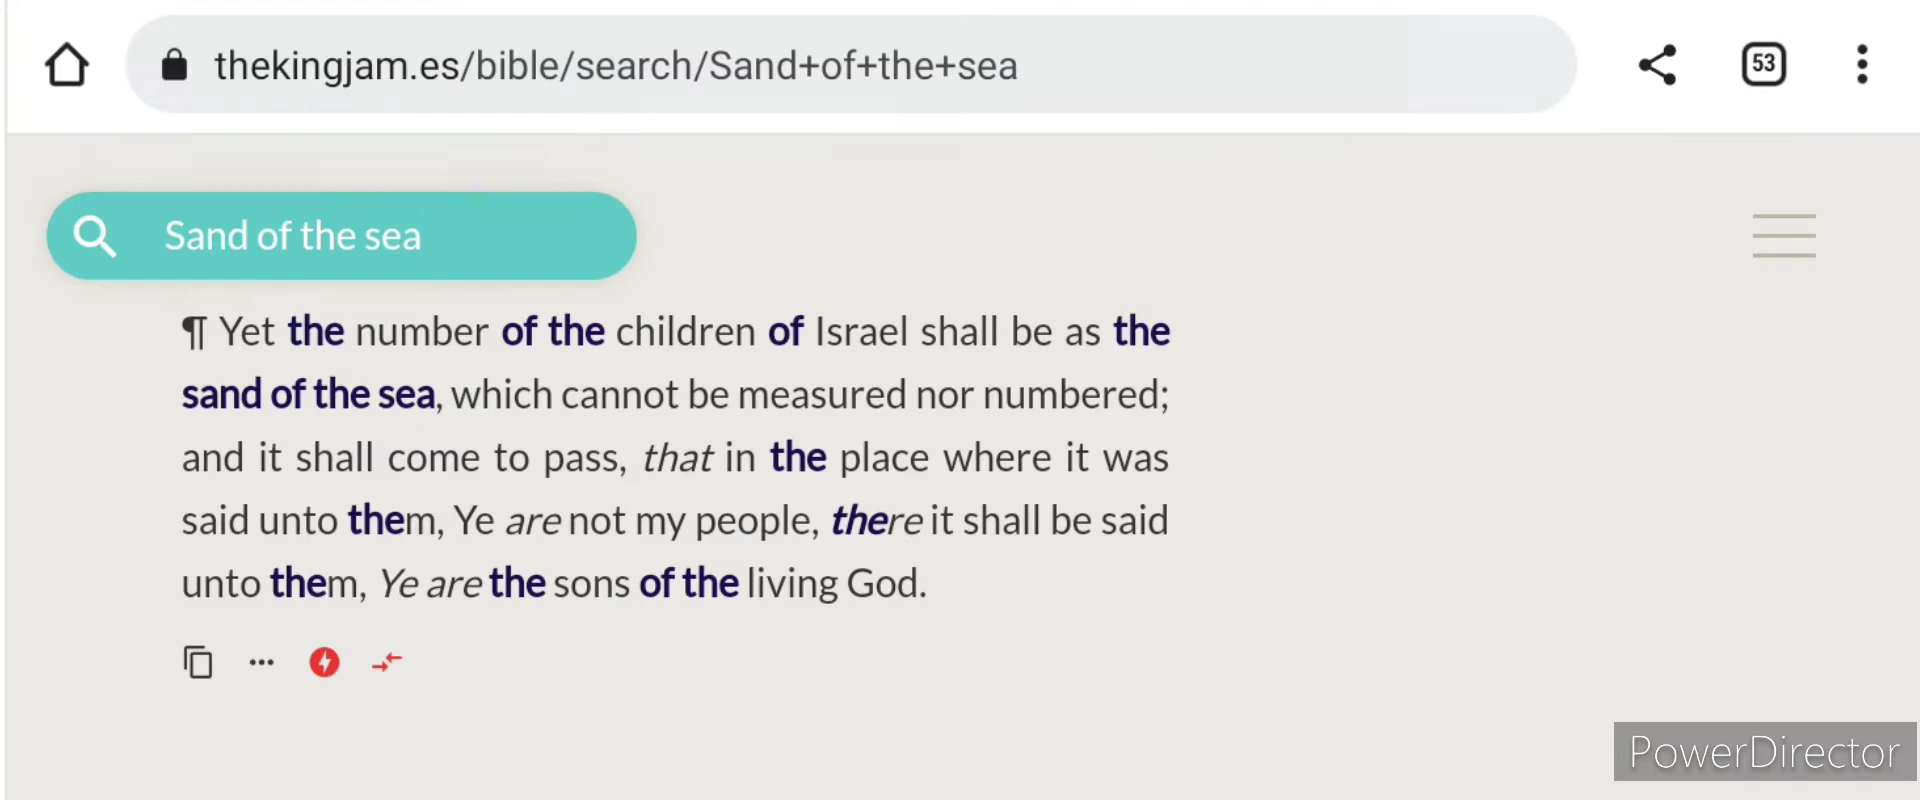 thekingjam.es/bible/search/Sand+of+the+sea
53
Sand of the sea
¶ Yet the number of the children of Israel shall be as the
sand of the sea, which cannot be measured nor numbered;
and it shall come to pass, that in the place where it was
said unto them, Ye are not my people, there it shall be said
unto them, Ye are the sons of the living God.
PowerDirector